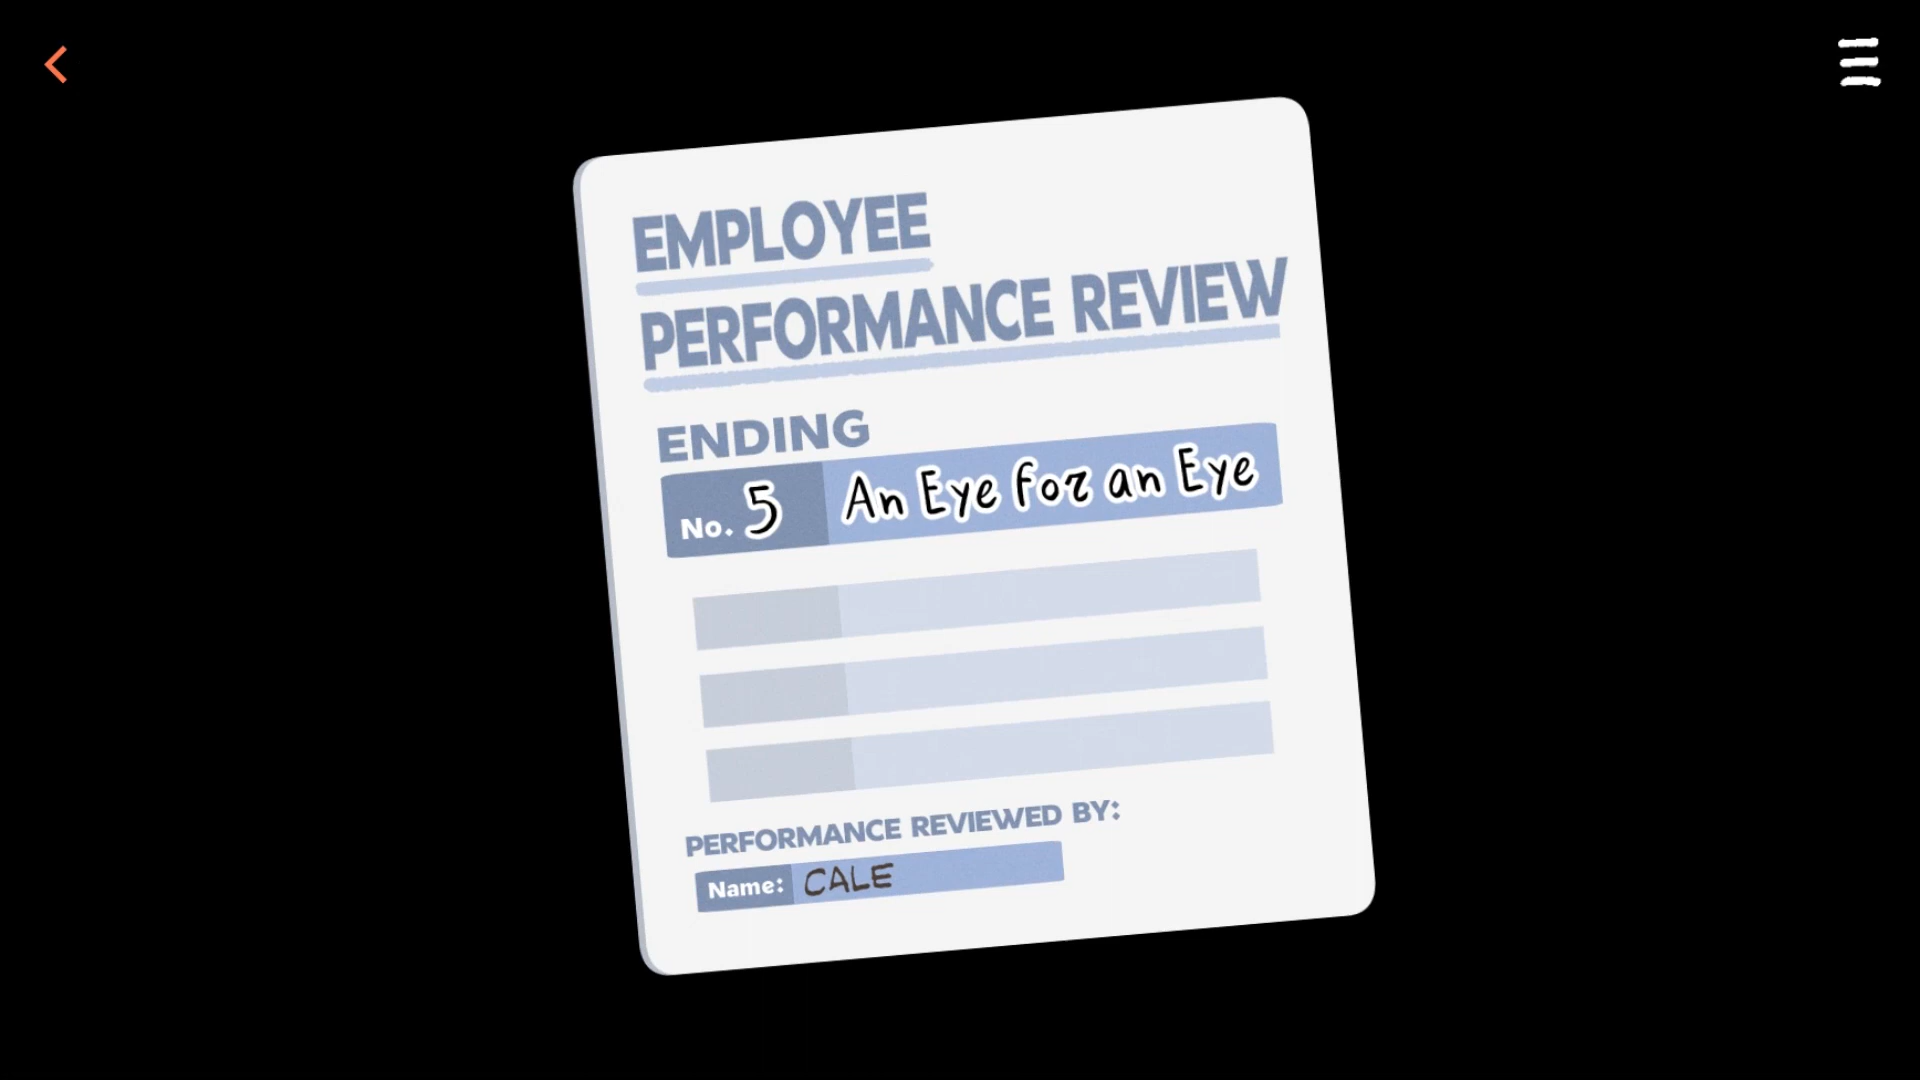 EMPLOYEE
PERFORMANCE REVIEW
ENDING
No. 5 An Eye for an Eye
PERFORMANCE REVIEWED BY:
Name: CALE